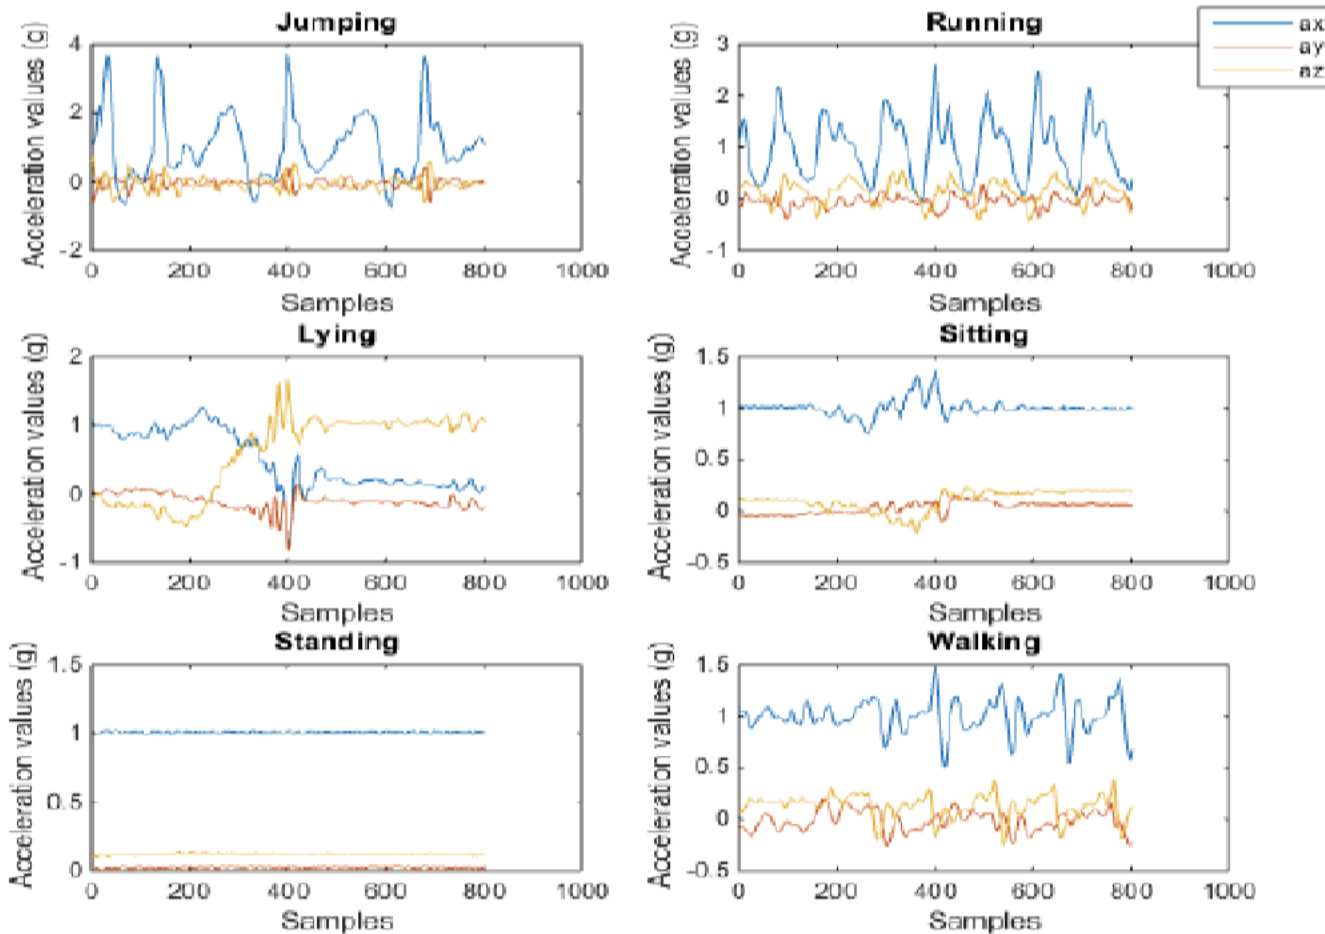 Jumping
Acceleration values (g)
4
2
0
-2
0 200 400 600 800 1000
Samples
Running
Acceleration values (g)
3
2
1
0
-1
0 200 400 600 800 1000
Samples
ax
ay
az
Lying
Acceleration values (g)
2
1
0
-1
0 200 400 600 800 1000
Samples
Sitting
Acceleration values (g)
1.5
1
0.5
0
-0.5
0 200 400 600 800 1000
Samples
Standing
Acceleration values (g)
1.5
1
0.5
0
0 200 400 600 800 1000
Samples
Walking
Acceleration values (g)
1.5
1
0.5
0
-0.5
0 200 400 600 800 1000
Samples